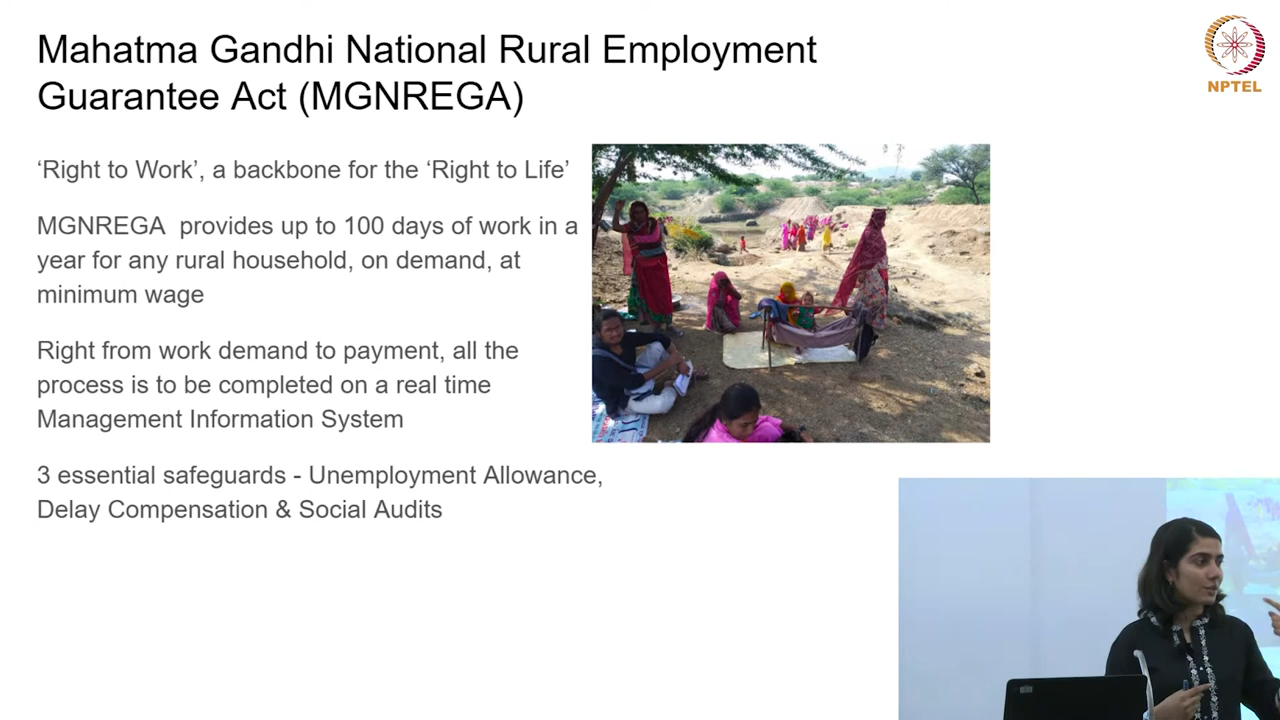 Mahatma Gandhi National Rural Employment
Guarantee Act (MGNREGA)
NPTEL
‘Right to Work’, a backbone for the ‘Right to Life’
MGNREGA  provides up to 100 days of work in a
year for any rural household, on demand, at
minimum wage
Right from work demand to payment, all the
process is to be completed on a real time
Management Information System
3 essential safeguards - Unemployment Allowance,
Delay Compensation & Social Audits